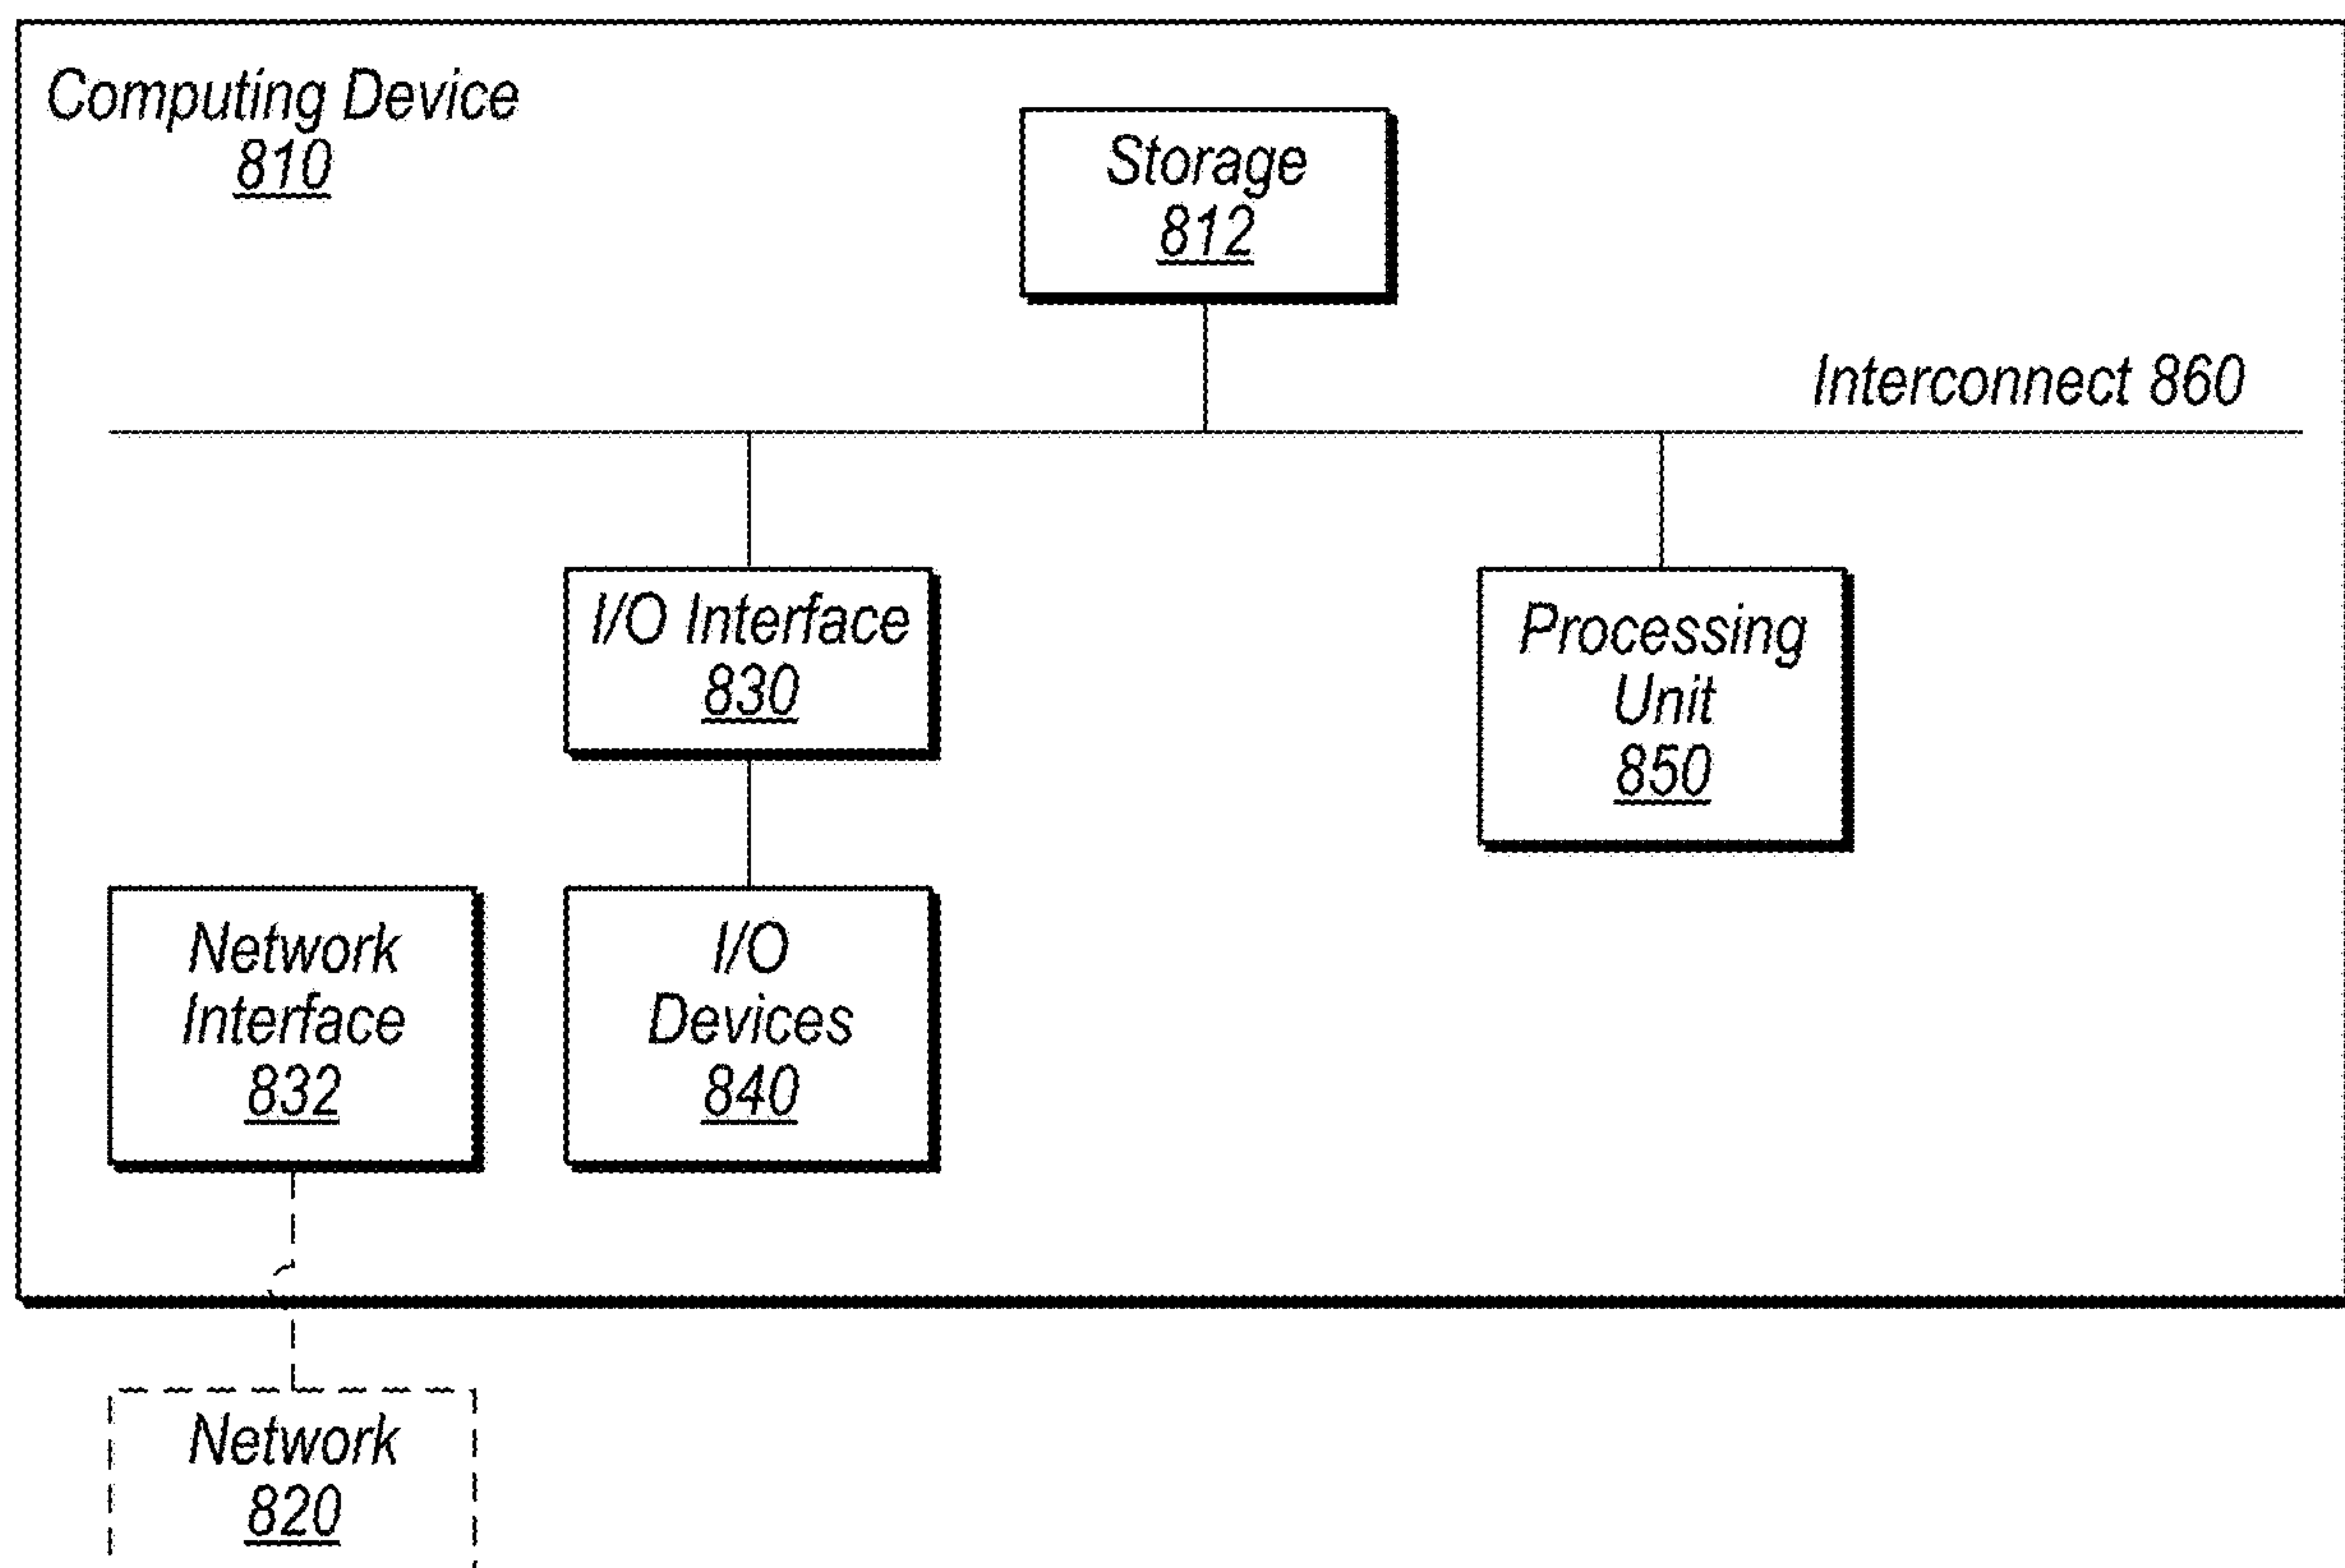 Computing Device
810
Storage
812
Interconnect 860
I/O Interface
830
Processing
Unit
850
Network
Interface
832
I/O
Devices
840
Network
820